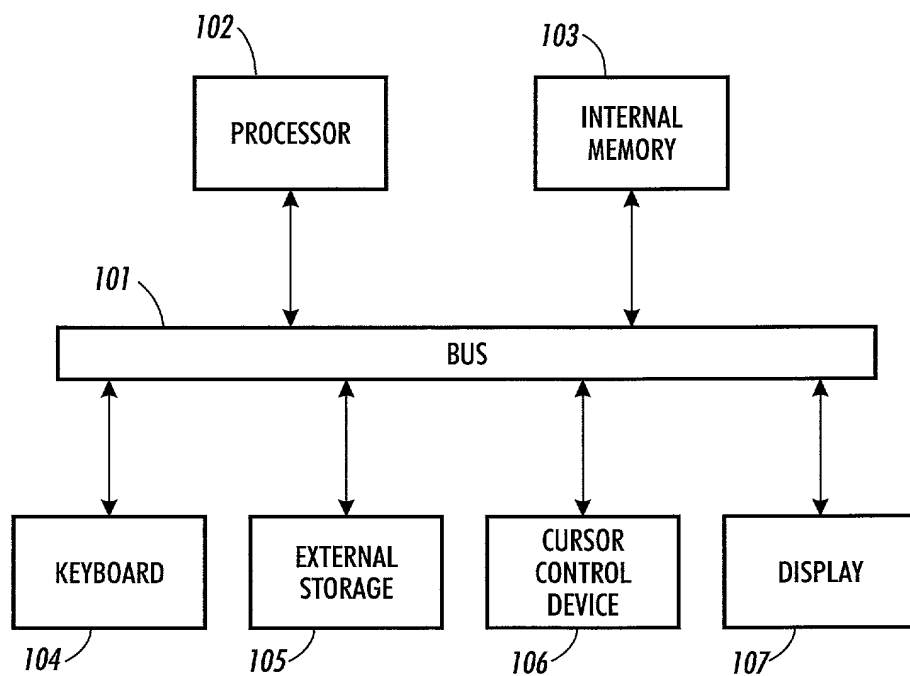 102
103
PROCESSOR
INTERNAL
MEMORY
101
BUS
KEYBOARD
EXTERNAL
STORAGE
CURSOR
CONTROL
DEVICE
DISPLAY
104
105
106
107